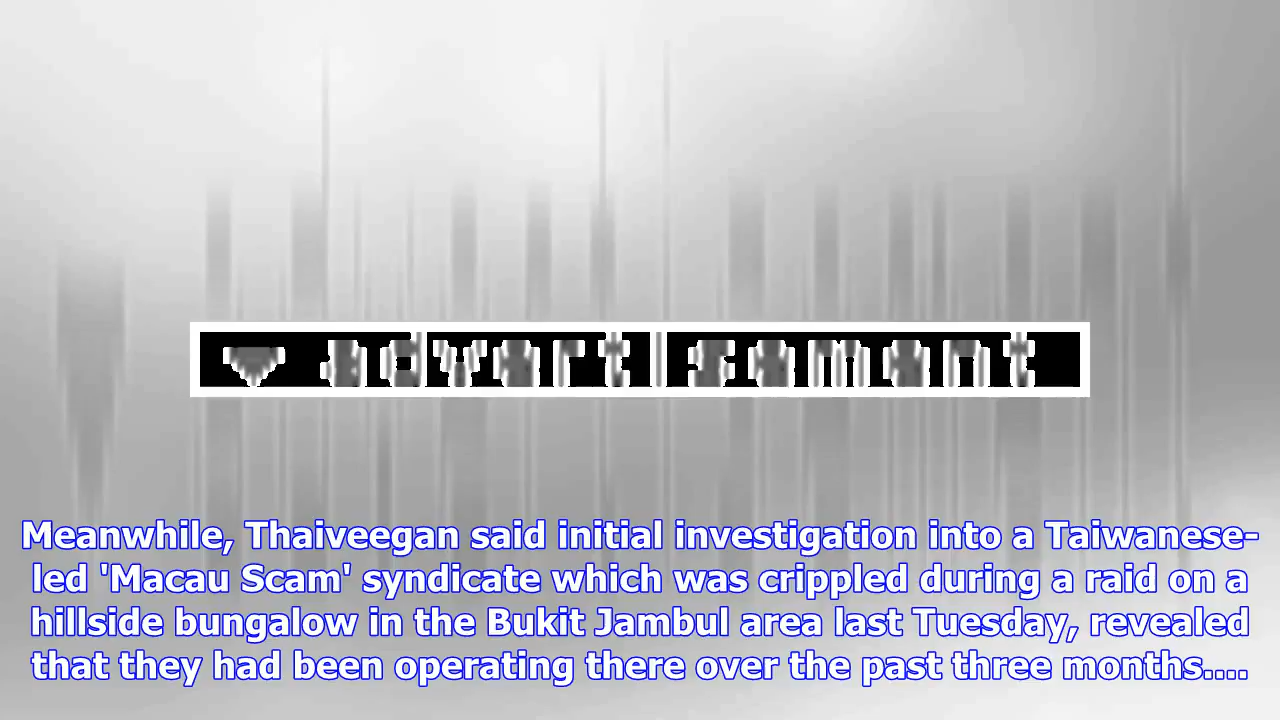 advertisement
Meanwhile, Thaiveegan said initial investigation into a Taiwanese-
led 'Macau Scam' syndicate which was crippled during a raid on a
hillside bungalow in the Bukit Jambul area last Tuesday, revealed
that they had been operating there over the past three months....